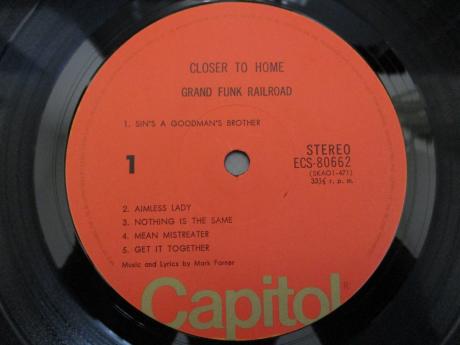 CLOSER TO HOME
GRAND FUNK RAILROAD
1. SIN'S A GOODMAN'S BROTHER
1
STEREO
ECS-80662
(SKAO1-471)
33⅓ r. p. m.
2. AIMLESS LADY
3. NOTHING IS THE SAME
4. MEAN MISTREATER
5. GET IT TOGETHER
Music and Lyrics by Mark Farner
Capitol®